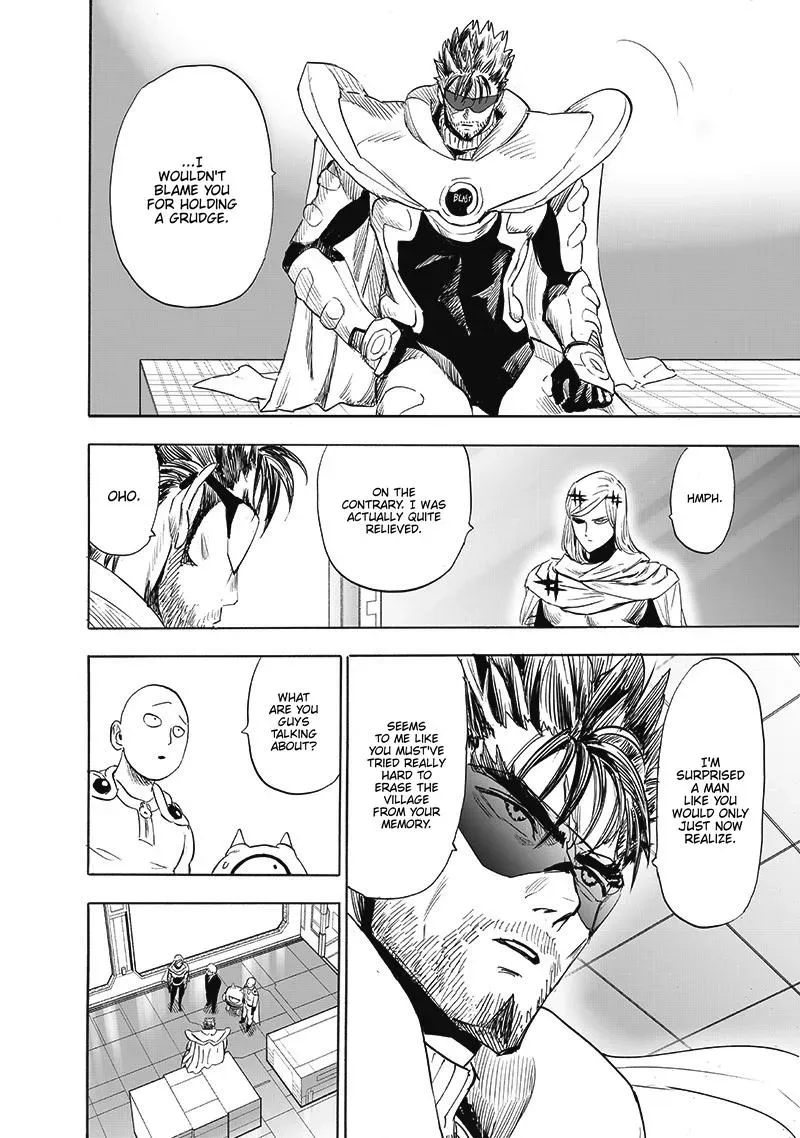 ...I
WOULDN'T
BLAME YOU
FOR HOLDING
A GRUDGE.
BLAST
HMPH.
ON THE
CONTRARY. I WAS
ACTUALLY QUITE
RELIEVED.
OHO.
I'M
SURPRISED
A MAN
LIKE YOU
WOULD ONLY
JUST NOW
REALIZE.
SEEMS
TO ME LIKE
YOU MUST'VE
TRIED REALLY
HARD TO
ERASE THE
VILLAGE
FROM YOUR
MEMORY.
WHAT
ARE YOU
GUYS
TALKING
ABOUT?